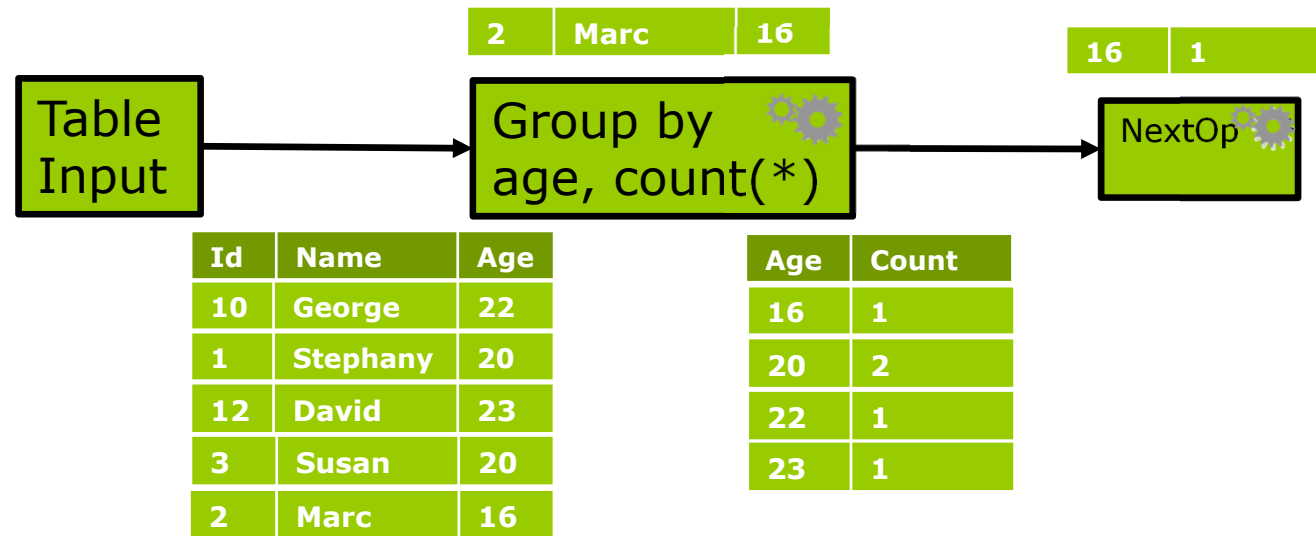 2 Marc 16
16 1
Table
Input
Group by
age, count(*)
NextOp
Id Name Age
10 George 22
1 Stephany 20
12 David 23
3 Susan 20
2 Marc 16
Age Count
16 1
20 2
22 1
23 1